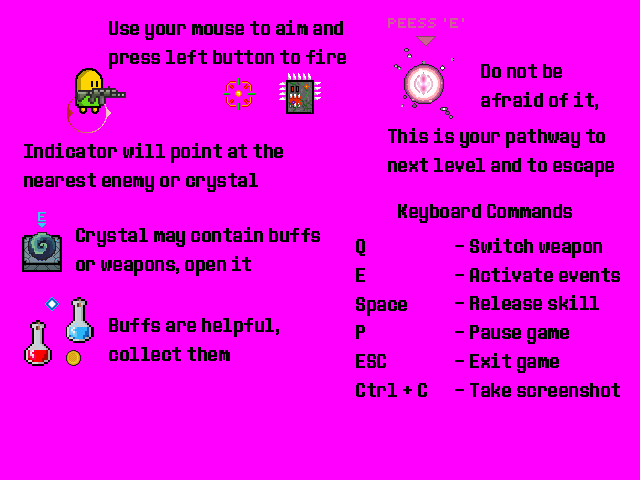 Use your mouse to aim and
press left button to fire
Indicator will point at the
nearest enemy or crystal
E
Crystal may contain buffs
or weapons, open it
Buffs are helpful,
collect them
PEESS 'E'
Do not be
afraid of it,
This is your pathway to
next level and to escape
Keyboard Commands
Q - Switch weapon
E - Activate events
Space - Release skill
P - Pause game
ESC - Exit game
Ctrl + C - Take screenshot